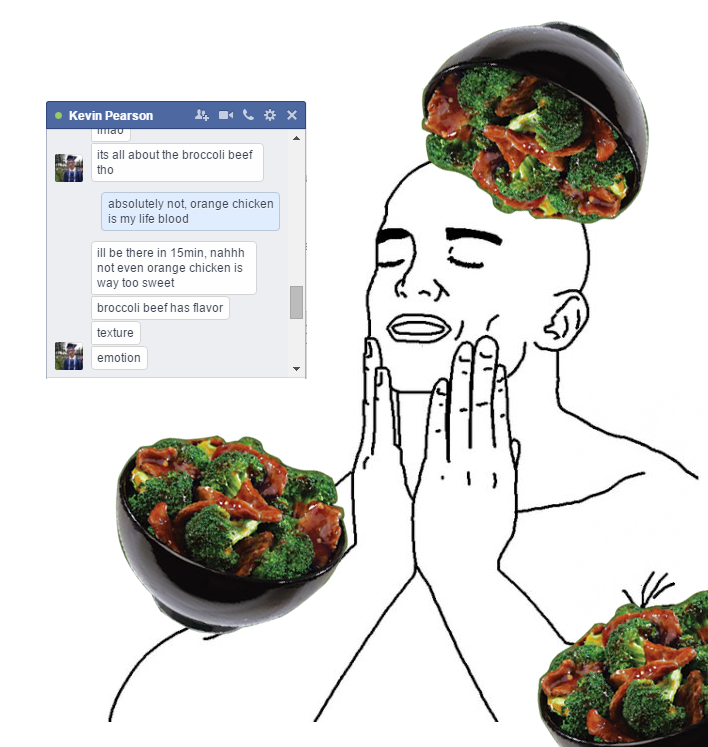 Kevin Pearson
lmao
its all about the broccoli beef
tho
absolutely not, orange chicken
is my life blood
ill be there in 15min, nahhh
not even orange chicken is
way too sweet
broccoli beef has flavor
texture
emotion